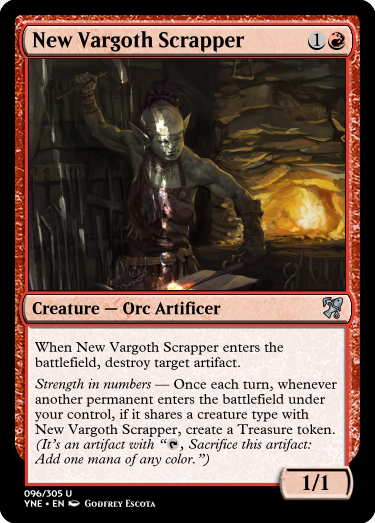 New Vargoth Scrapper 1
Creature — Orc Artificer
When New Vargoth Scrapper enters the
battlefield, destroy target artifact.
Strength in numbers — Once each turn, whenever
another permanent enters the battlefield under
your control, if it shares a creature type with
New Vargoth Scrapper, create a Treasure token.
(It's an artifact with “, Sacrifice this artifact:
Add one mana of any color.”)
1/1
096/305 U
YNE • EN Godfrey Escota